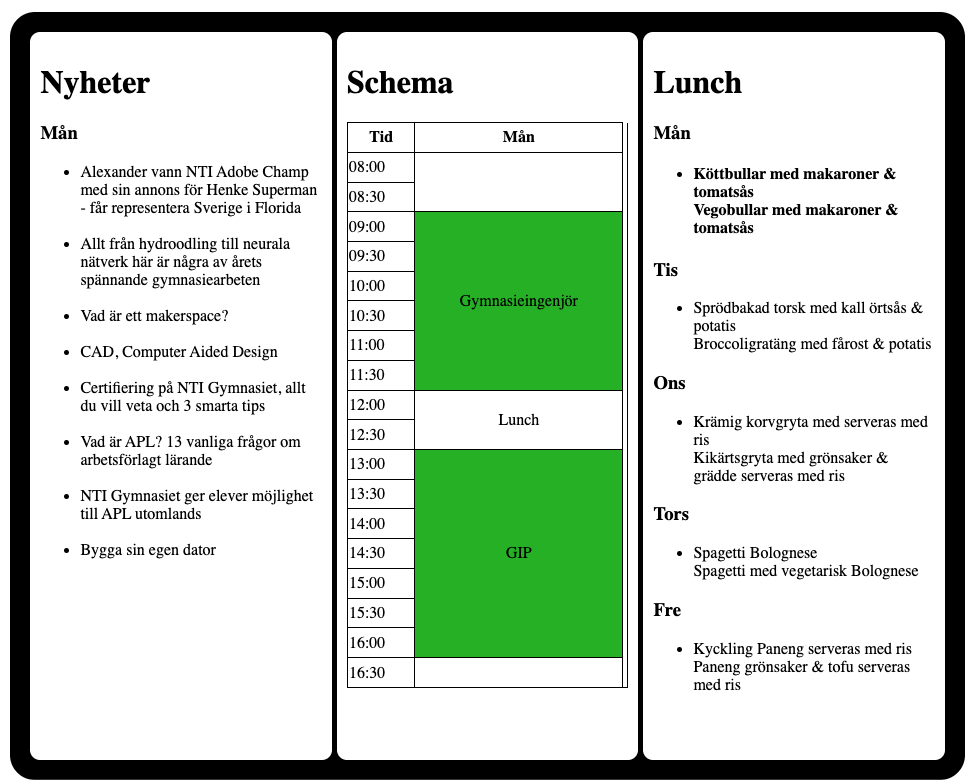 Nyheter
Mån
• Alexander vann NTI Adobe Champ
med sin annons för Henke Superman
- får representera Sverige i Florida
• Allt från hydroodling till neurala
nätverk här är några av årets
spännande gymnasiearbeten
• Vad är ett makerspace?
• CAD, Computer Aided Design
• Certifiering på NTI Gymnasiet, allt
du vill veta och 3 smarta tips
• Vad är APL? 13 vanliga frågor om
arbetsförlagt lärande
• NTI Gymnasiet ger elever möjlighet
till APL utomlands
• Bygga sin egen dator
Schema
Tid Mån
08:00
08:30
09:00
09:30
10:00
Gymnasieingenjör
10:30
11:00
11:30
12:00
Lunch
12:30
13:00
13:30
14:00
14:30 GIP
15:00
15:30
16:00
16:30
Lunch
Mån
• Köttbullar med makaroner &
tomatsås
Vegobullar med makaroner &
tomatsås
Tis
• Sprödbakad torsk med kall örtsås &
potatis
Broccoligratäng med fårost & potatis
Ons
• Krämig korvgryta med serveras med
ris
Kikärtsgryta med grönsaker &
grädde serveras med ris
Tors
• Spagetti Bolognese
Spagetti med vegetarisk Bolognese
Fre
• Kyckling Paneng serveras med ris
Paneng grönsaker & tofu serveras
med ris